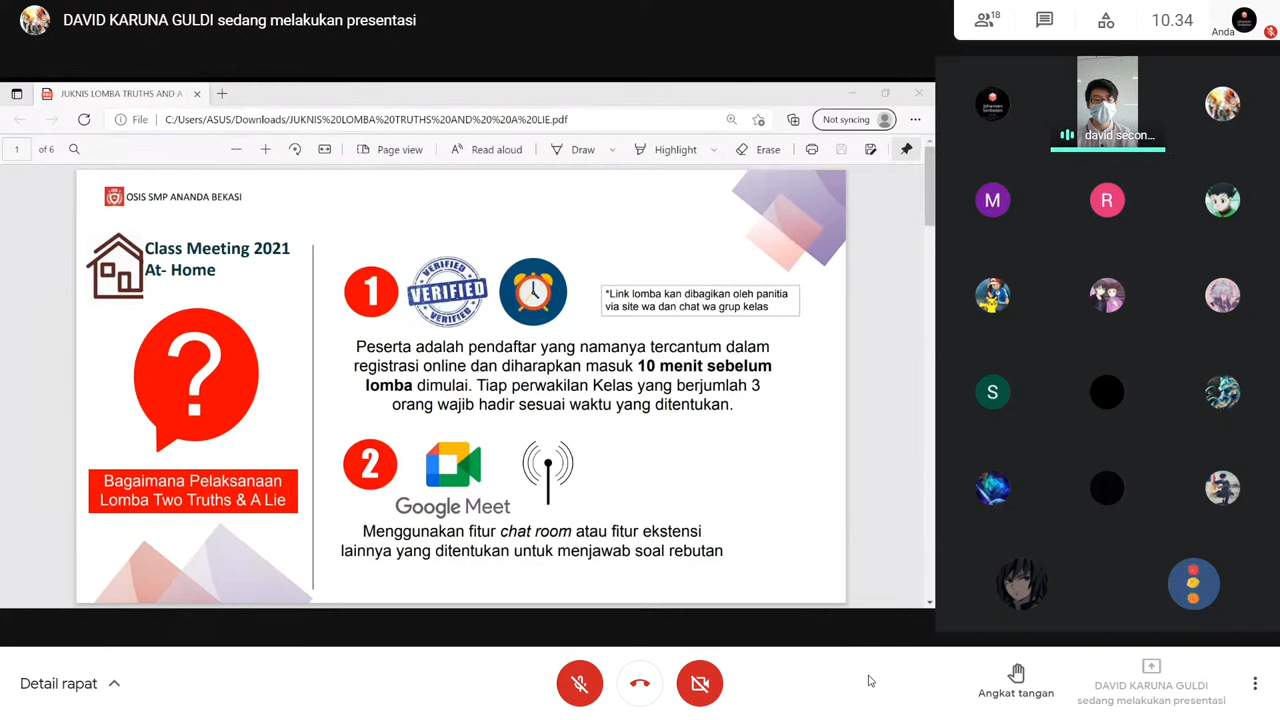 DAVID KARUNA GULDI sedang melakukan presentasi
18
10.34
Anda
JUKNIS LOMBA TRUTHS AND A
File
C:/Users/ASUS/Downloads/JUKNIS%20LOMBA%20TRUTHS%20AND%20%20A%20LIE.pdf
Not syncing
1 of 6
Page view
Read aloud
Draw
Highlight
Erase
OSIS SMP ANANDA BEKASI
Class Meeting 2021
At- Home
?
Bagaimana Pelaksanaan
Lomba Two Truths & A Lie
1
VERIFIED
VERIFIED
VERIFIED
*Link lomba kan dibagikan oleh panitia
via site wa dan chat wa grup kelas
Peserta adalah pendaftar yang namanya tercantum dalam
registrasi online dan diharapkan masuk 10 menit sebelum
lomba dimulai. Tiap perwakilan Kelas yang berjumlah 3
orang wajib hadir sesuai waktu yang ditentukan.
2
Google Meet
Menggunakan fitur chat room atau fitur ekstensi
lainnya yang ditentukan untuk menjawab soal rebutan
david secon...
M
R
S
Detail rapat
Angkat tangan
DAVID KARUNA GULDI
sedang melakukan presentasi